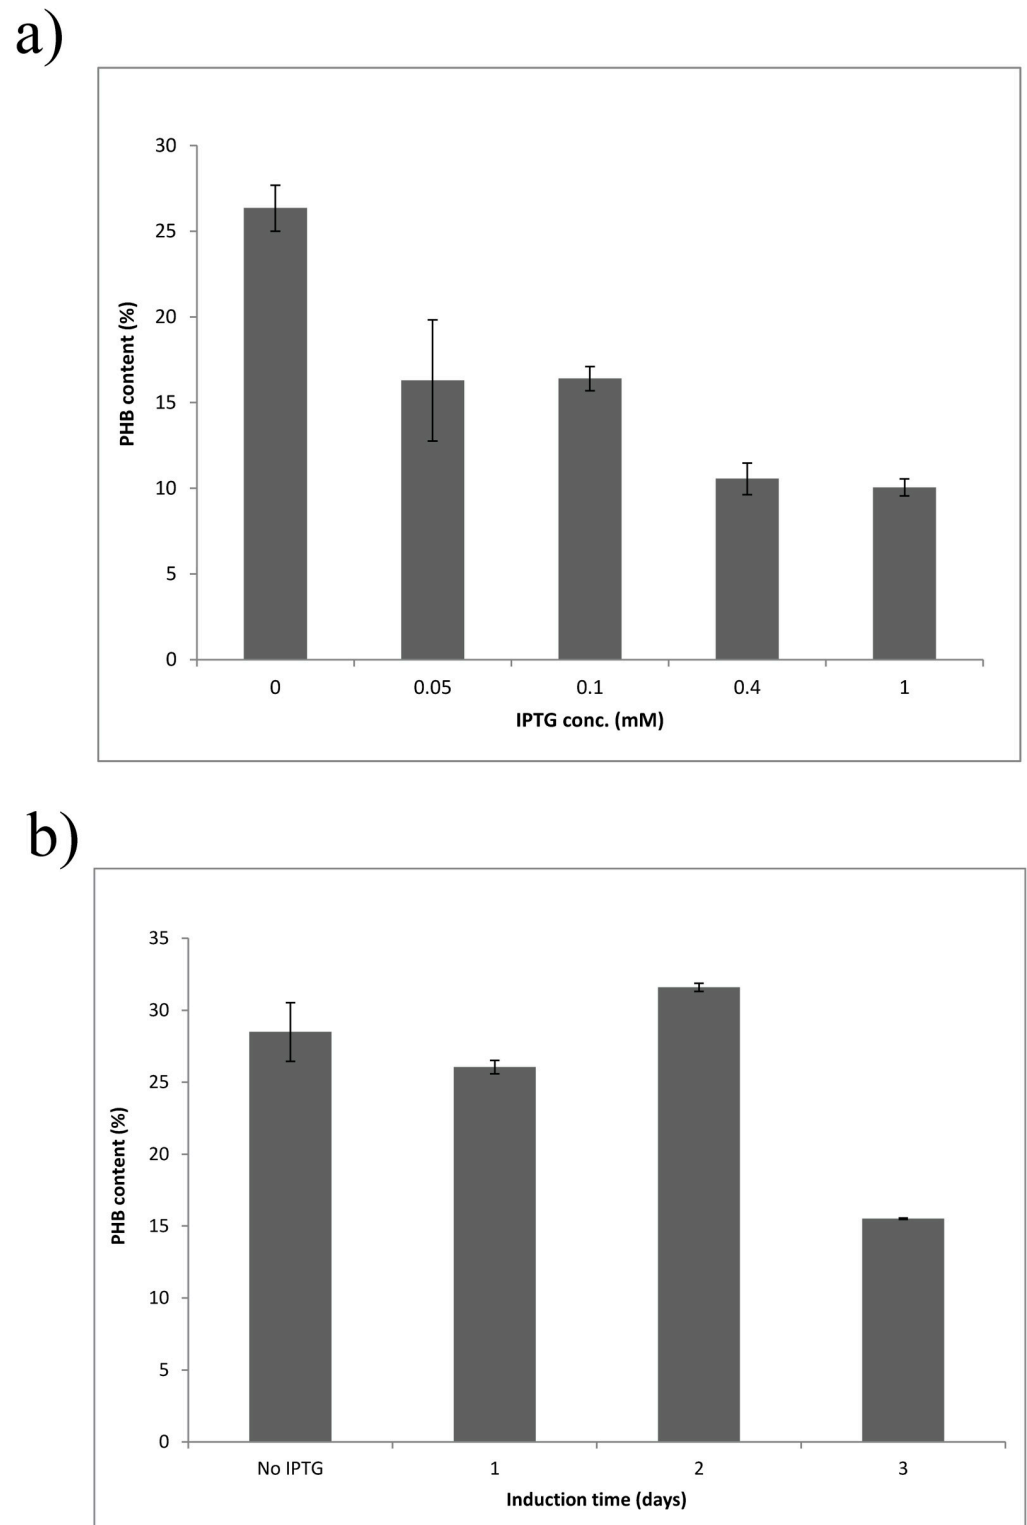 a)
30
25
20
15
10
5
0
PHB content (%)
0 0.05 0.1 0.4 1
IPTG conc. (mM)
b)
35
30
25
20
15
10
5
0
PHB content (%)
No IPTG 1 2 3
Induction time (days)